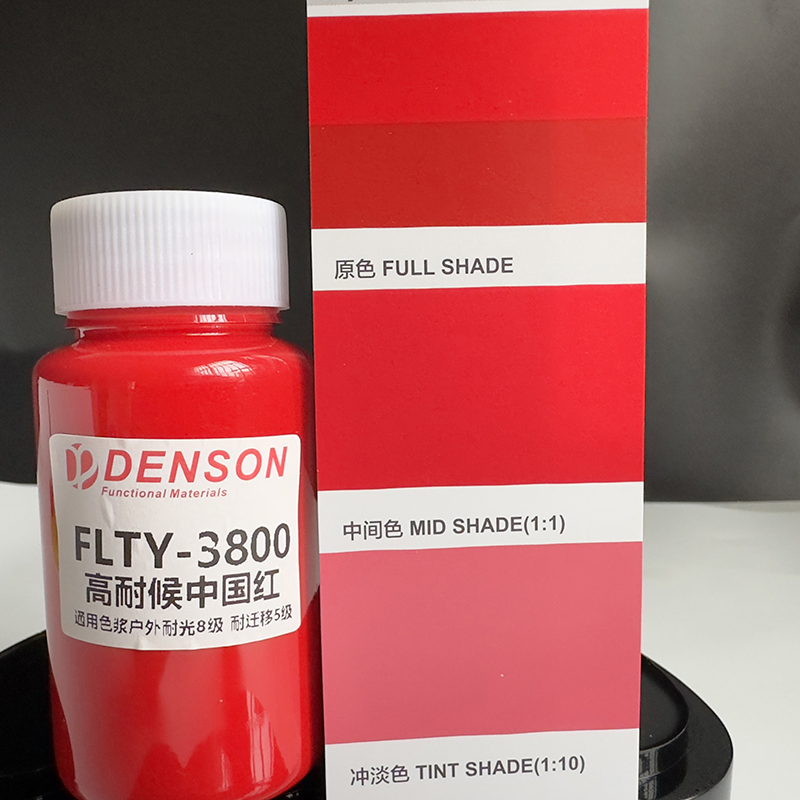 DENSON
Functional Materials
FLTY-3800
高耐候中国红
通用色浆户外耐光8级 耐迁移5级
原色 FULL SHADE
中间色 MID SHADE(1:1)
冲淡色 TINT SHADE(1:10)